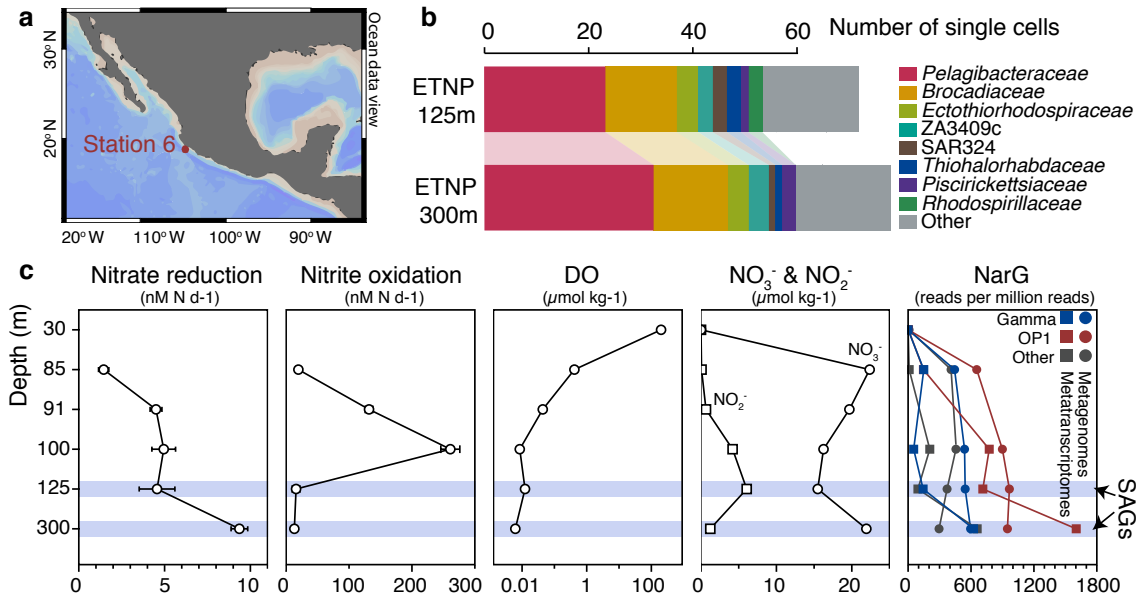 a
Ocean data view
30°N
20°N
Station 6
120°W
110°W
100°W
90°W
b
0 20 40 60 Number of single cells
ETNP
125m
ETNP
300m
Pelagibacteraceae
Brocadiaceae
Ectothiorhodospiraceae
ZA3409c
SAR324
Thiohalorhabdaceae
Piscirickettsiaceae
Rhodospirillaceae
Other
c
Depth (m)
30
85
91
100
125
300
Nitrate reduction
(nM N d-1)
0 5 10
Nitrite oxidation
(nM N d-1)
0 100 200 300
DO
(µmol kg-1)
0.01 1 100
NO₃⁻ & NO₂⁻
(µmol kg-1)
NO₃⁻
NO₂⁻
0 10 20
NarG
(reads per million reads)
Gamma
OP1
Other
Metagenomes
Metatranscriptomes
0 600 1200 1800
SAGs